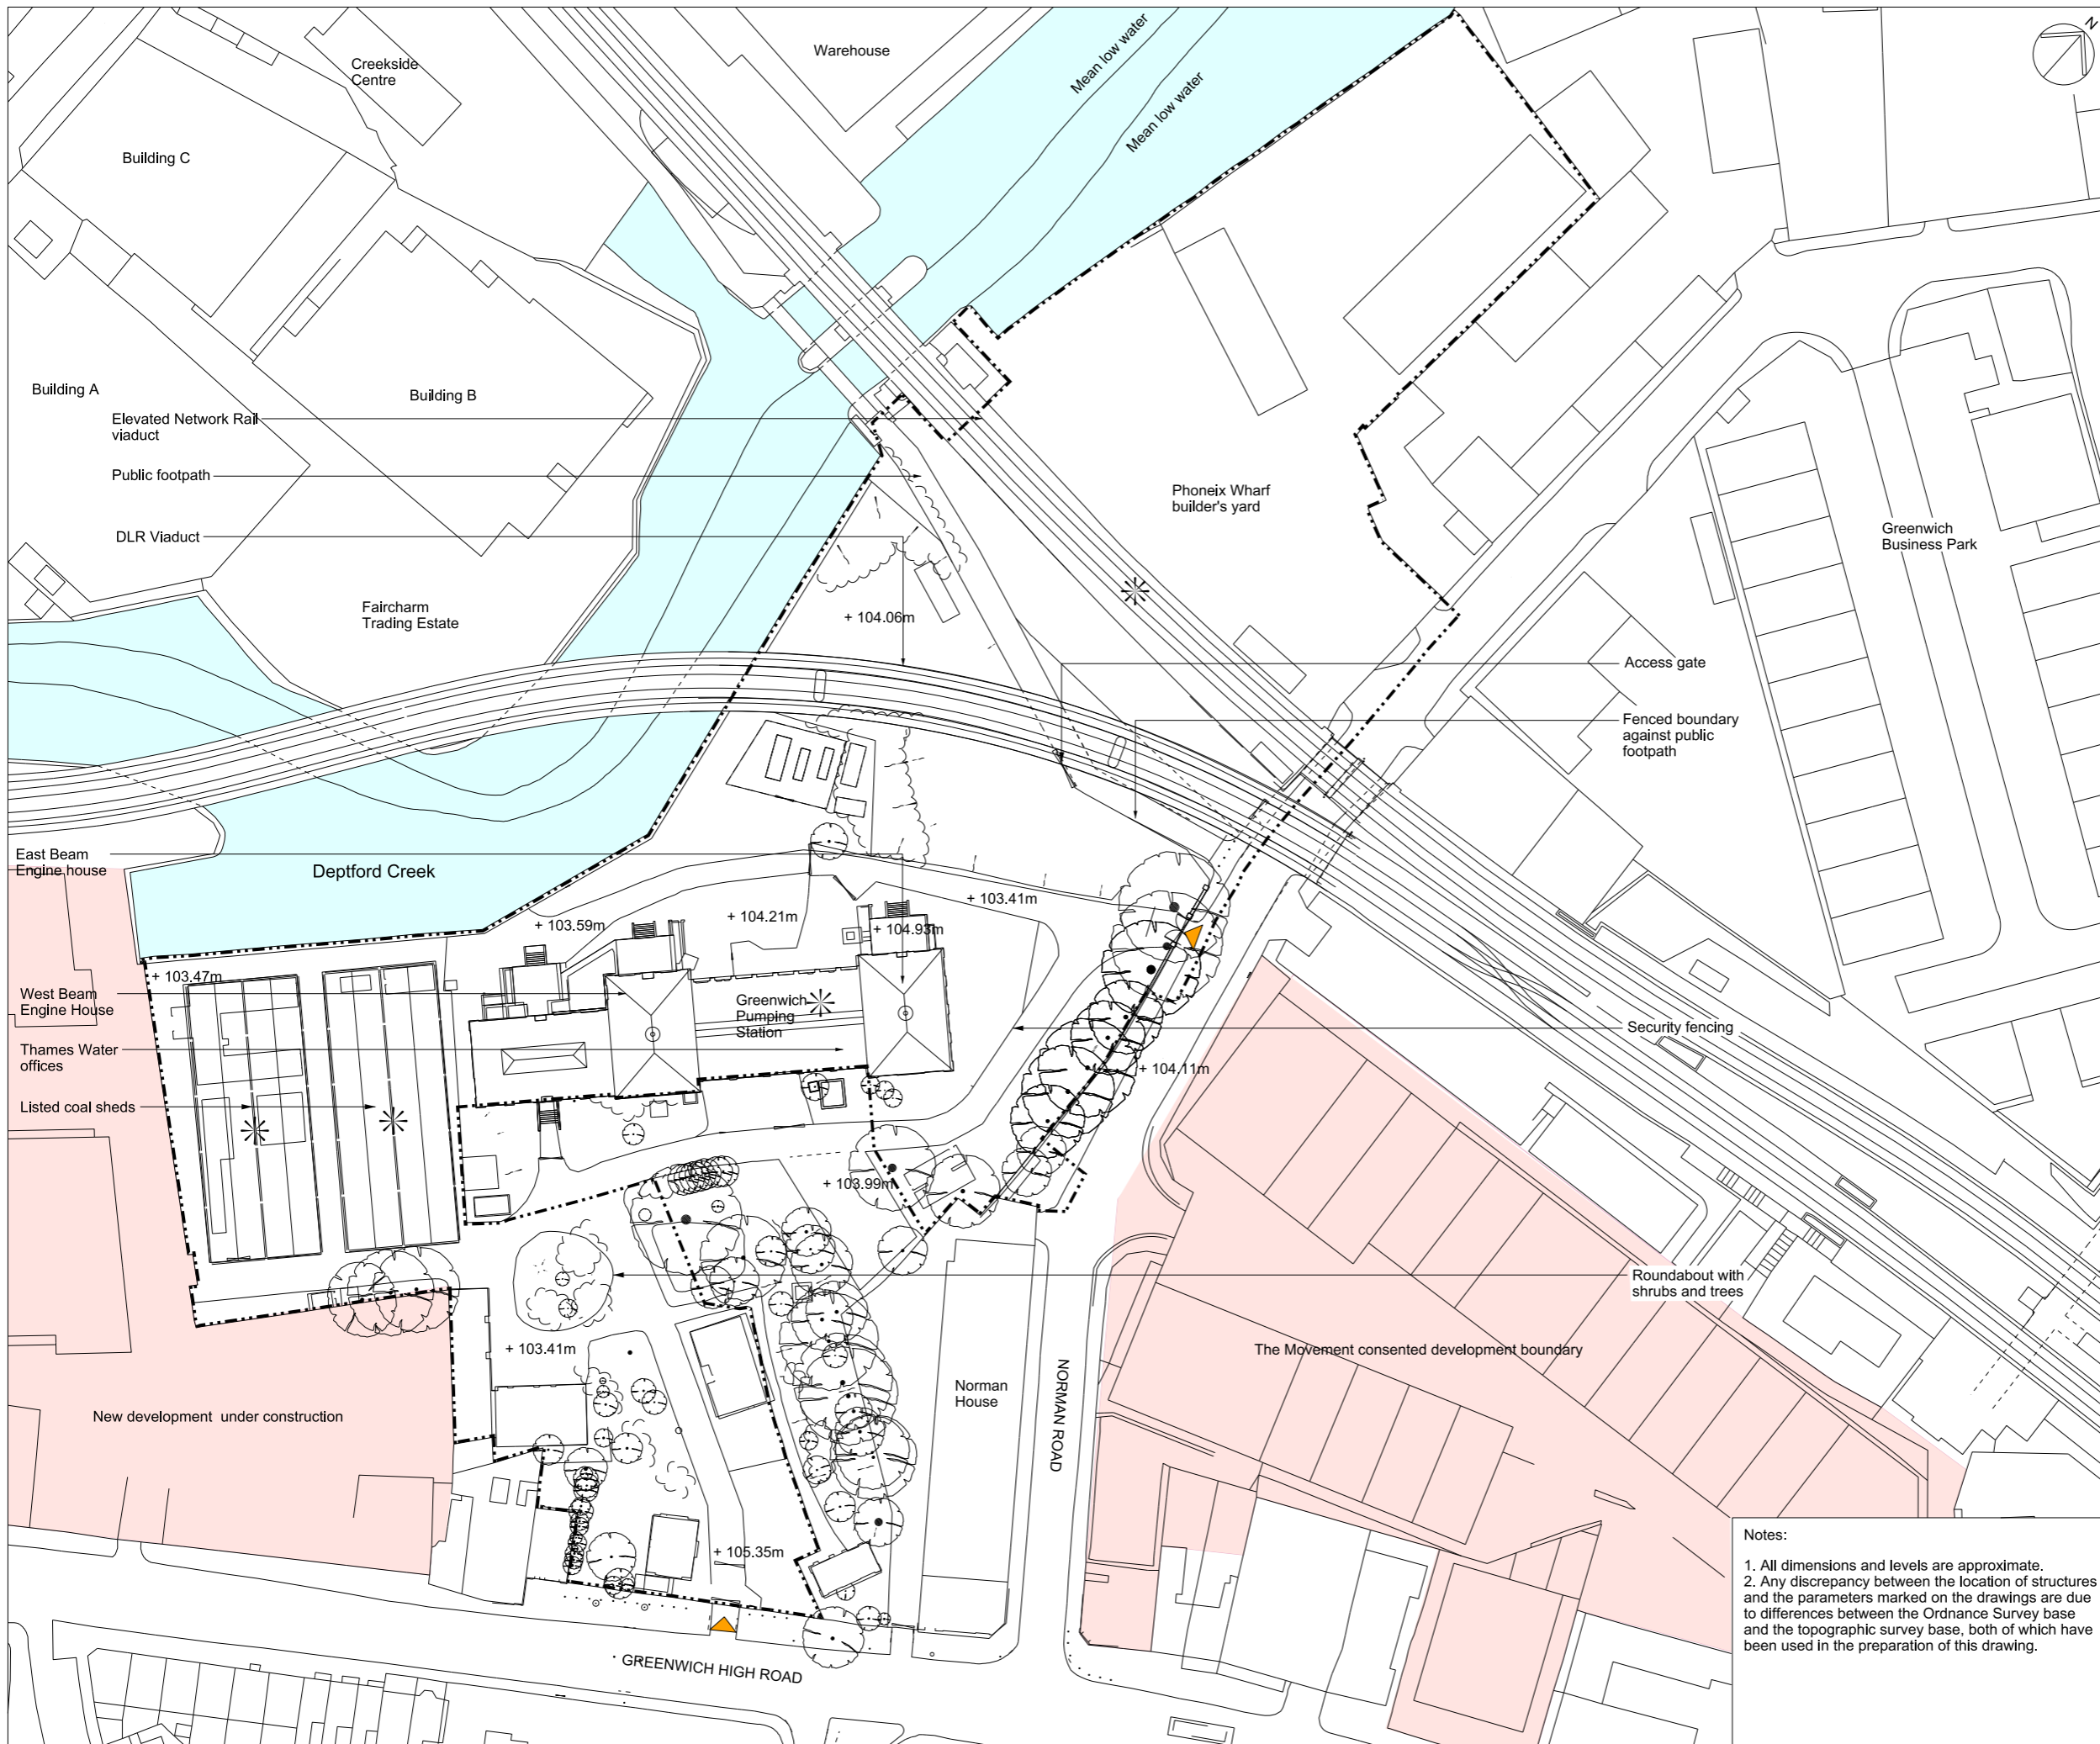 N
Warehouse
Mean low water
Mean low water
Creekside
Centre
Building C
Building A
Building B
Elevated Network Rail
viaduct
Public footpath
DLR Viaduct
Phoneix Wharf
builder's yard
Greenwich
Business Park
Faircharm
Trading Estate
+ 104.06m
Access gate
Fenced boundary
against public
footpath
East Beam
Engine house
Deptford Creek
+ 103.59m
+ 104.21m
+ 104.93m
+ 103.41m
+ 103.47m
West Beam
Engine House
Greenwich
Pumping
Station
Security fencing
Thames Water
offices
+ 104.11m
Listed coal sheds
+ 103.99m
Roundabout with
shrubs and trees
+ 103.41m
The Movement consented development boundary
Norman
House
NORMAN ROAD
New development under construction
+ 105.35m
GREENWICH HIGH ROAD
Notes:
1. All dimensions and levels are approximate.
2. Any discrepancy between the location of structures
and the parameters marked on the drawings are due
to differences between the Ordnance Survey base
and the topographic survey base, both of which have
been used in the preparation of this drawing.